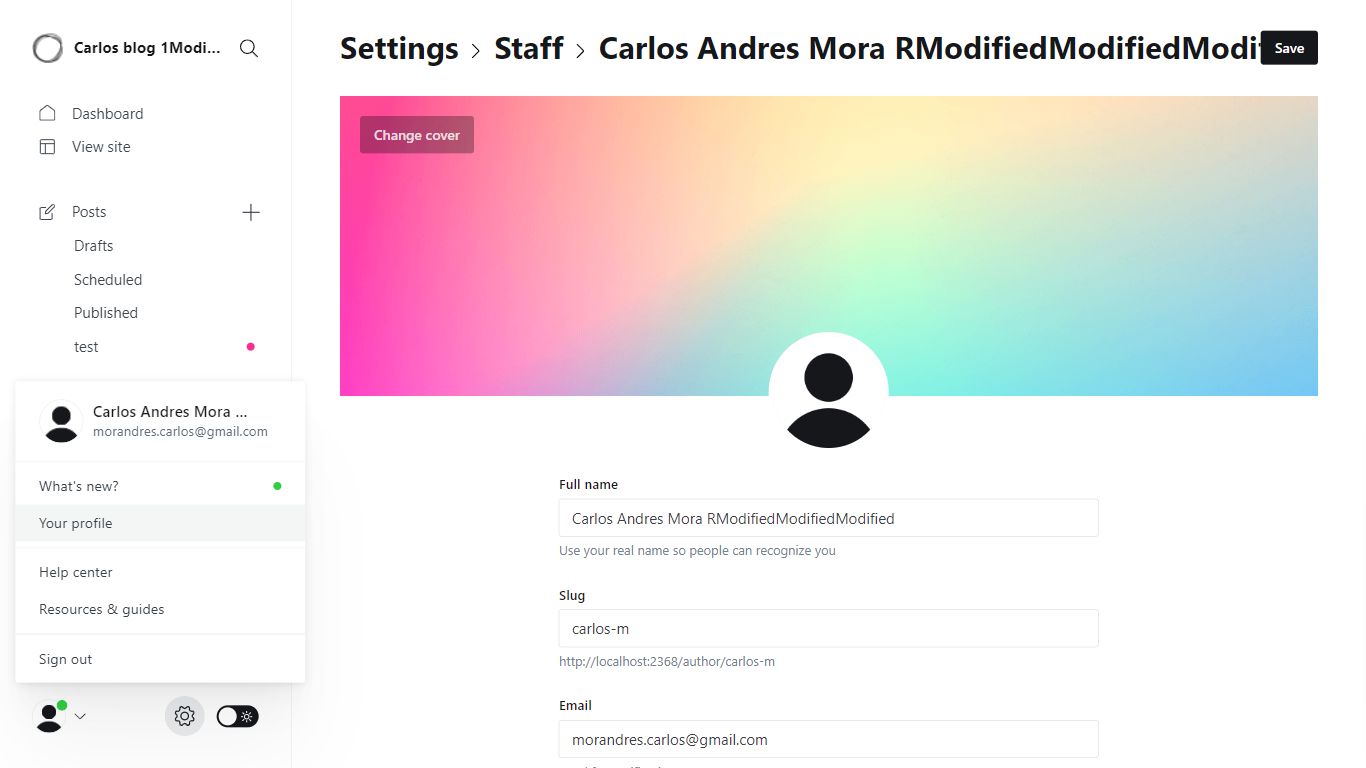 Carlos blog 1Modi...
Dashboard
View site
Posts
Drafts
Scheduled
Published
test
Carlos Andres Mora ...
morandres.carlos@gmail.com
What's new?
Your profile
Help center
Resources & guides
Sign out
Settings > Staff > Carlos Andres Mora RModifiedModifiedModif
Save
Change cover
Full name
Carlos Andres Mora RModifiedModifiedModified
Use your real name so people can recognize you
Slug
carlos-m
http://localhost:2368/author/carlos-m
Email
morandres.carlos@gmail.com